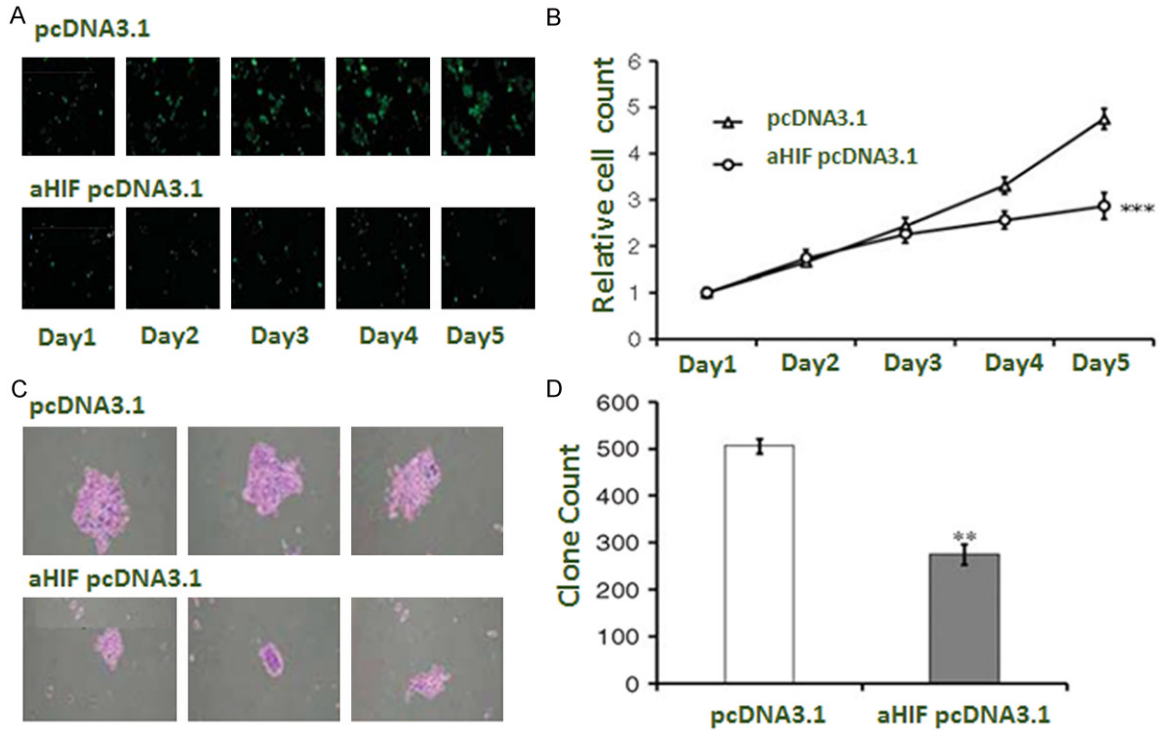 A
pcDNA3.1
aHIF pcDNA3.1
Day1 Day2 Day3 Day4 Day5
B
Relative cell count
6
5
4
3
2
1
0
pcDNA3.1
aHIF pcDNA3.1
***
Day1 Day2 Day3 Day4 Day5
C
pcDNA3.1
aHIF pcDNA3.1
D
Clone Count
600
500
400
300
200
100
0
**
pcDNA3.1 aHIF pcDNA3.1